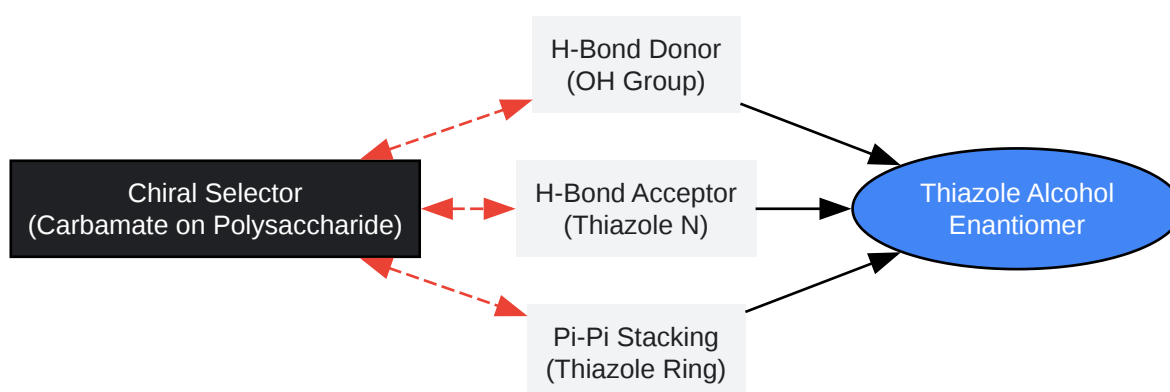 H-Bond Donor
(OH Group)
Chiral Selector
(Carbamate on Polysaccharide)
H-Bond Acceptor
(Thiazole N)
Thiazole Alcohol
Enantiomer
Pi-Pi Stacking
(Thiazole Ring)